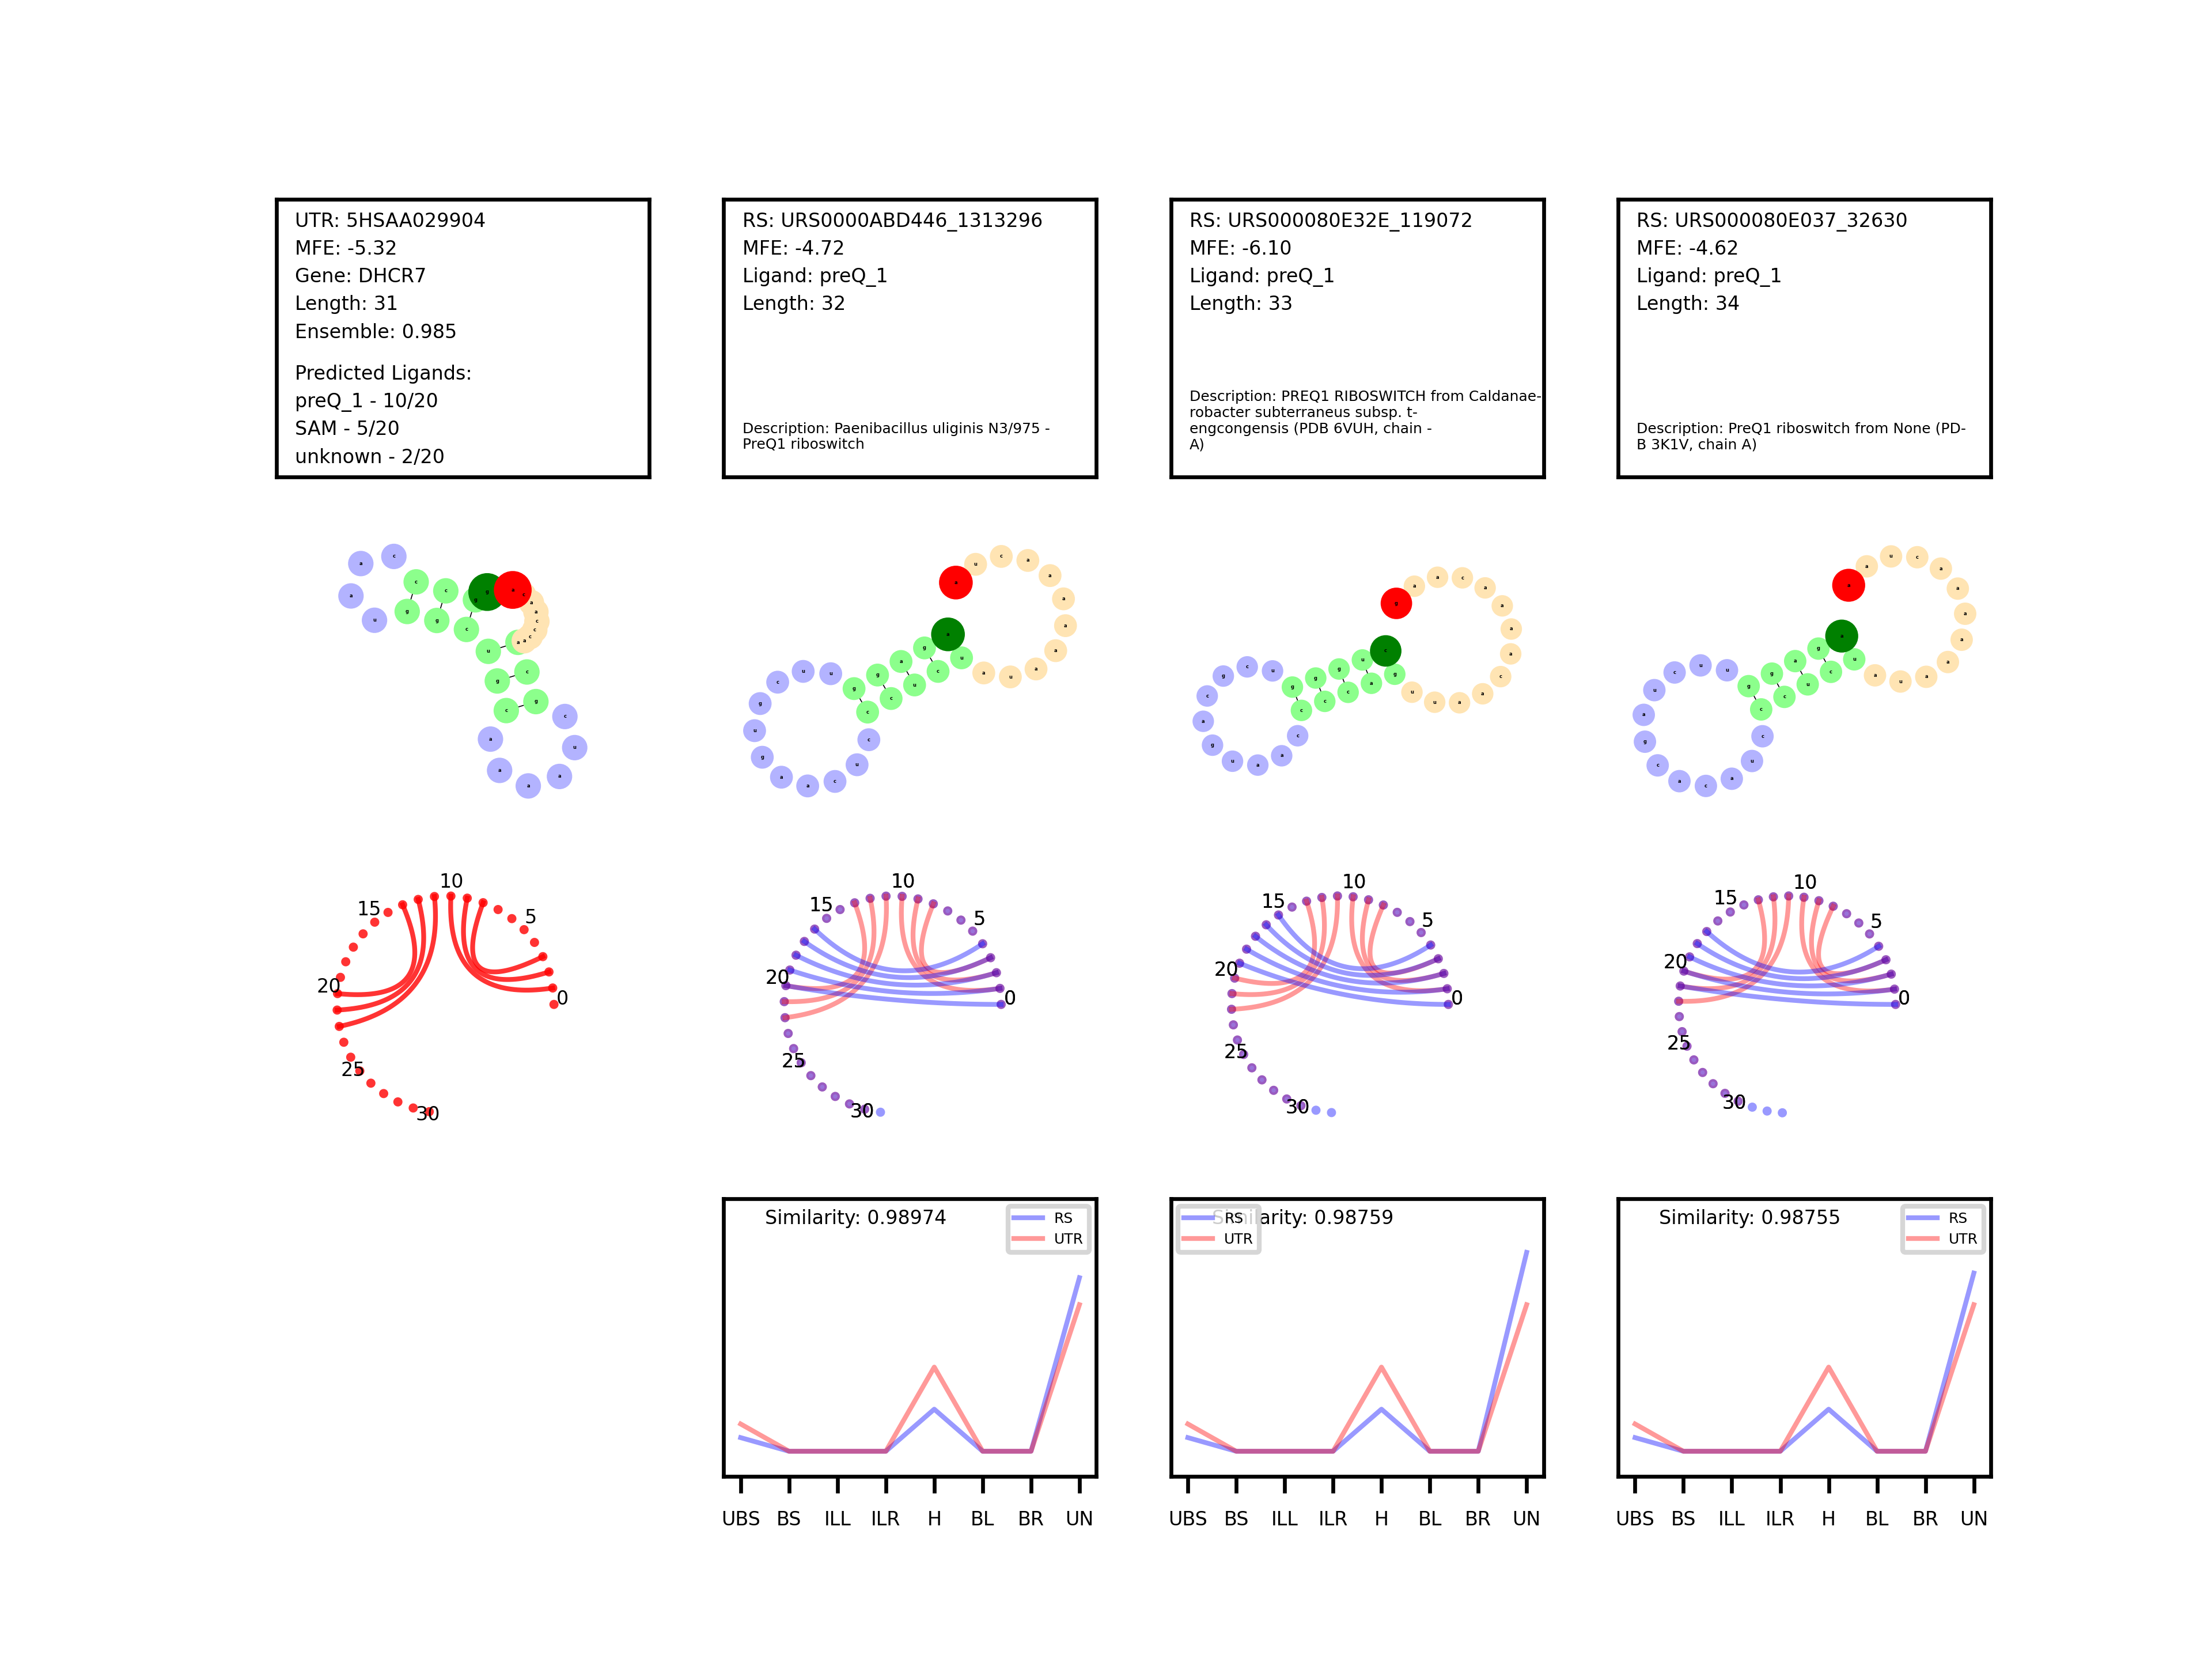 UTR: 5HSAA029904
MFE: -5.32
Gene: DHCR7
Length: 31
Ensemble: 0.985
Predicted Ligands:
preQ_1 - 10/20
SAM - 5/20
unknown - 2/20
RS: URS0000ABD446_1313296
MFE: -4.72
Ligand: preQ_1
Length: 32
Description: Paenibacillus uliginis N3/975 -
PreQ1 riboswitch
RS: URS000080E32E_119072
MFE: -6.10
Ligand: preQ_1
Length: 33
Description: PREQ1 RIBOSWITCH from Caldanae-
robacter subterraneus subsp. t-
engcongensis (PDB 6VUH, chain -
A)
RS: URS000080E037_32630
MFE: -4.62
Ligand: preQ_1
Length: 34
Description: PreQ1 riboswitch from None (PD-
B 3K1V, chain A)
0
5
10
15
20
25
30
0
5
10
15
20
25
30
0
5
10
15
20
25
30
0
5
10
15
20
25
30
Similarity: 0.98974
RS
UTR
UBS BS ILL ILR H BL BR UN
Similarity: 0.98759
RS
UTR
UBS BS ILL ILR H BL BR UN
Similarity: 0.98755
RS
UTR
UBS BS ILL ILR H BL BR UN